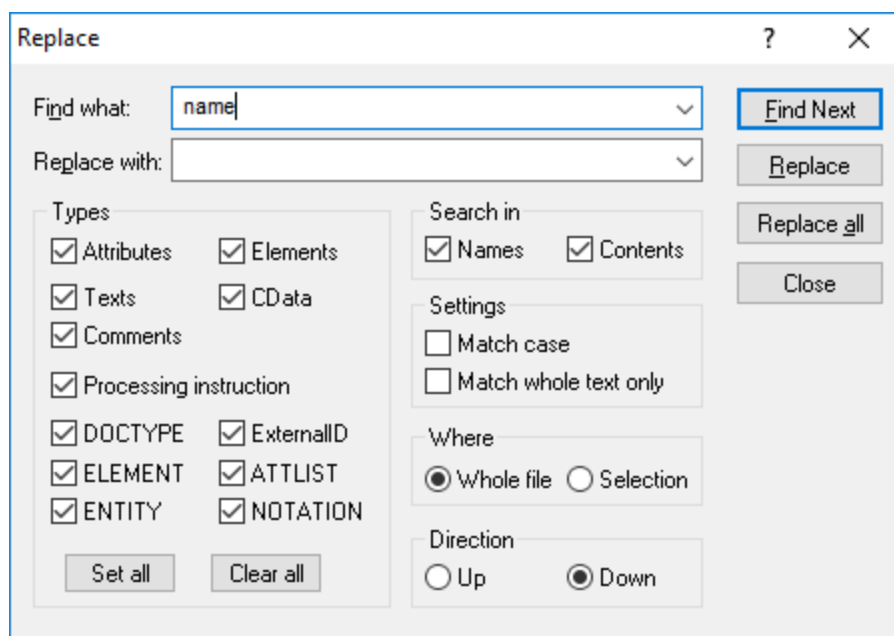 Replace ?
Find what: name Find Next
Replace with: Replace
Types Search in Replace all
Attributes Elements Names Contents
Texts CData Settings Close
Comments Match case
Processing instruction Match whole text only
DOCTYPE ExternalID Where
ELEMENT ATTLIST Whole file Selection
ENTITY NOTATION
Direction
Set all Clear all Up Down